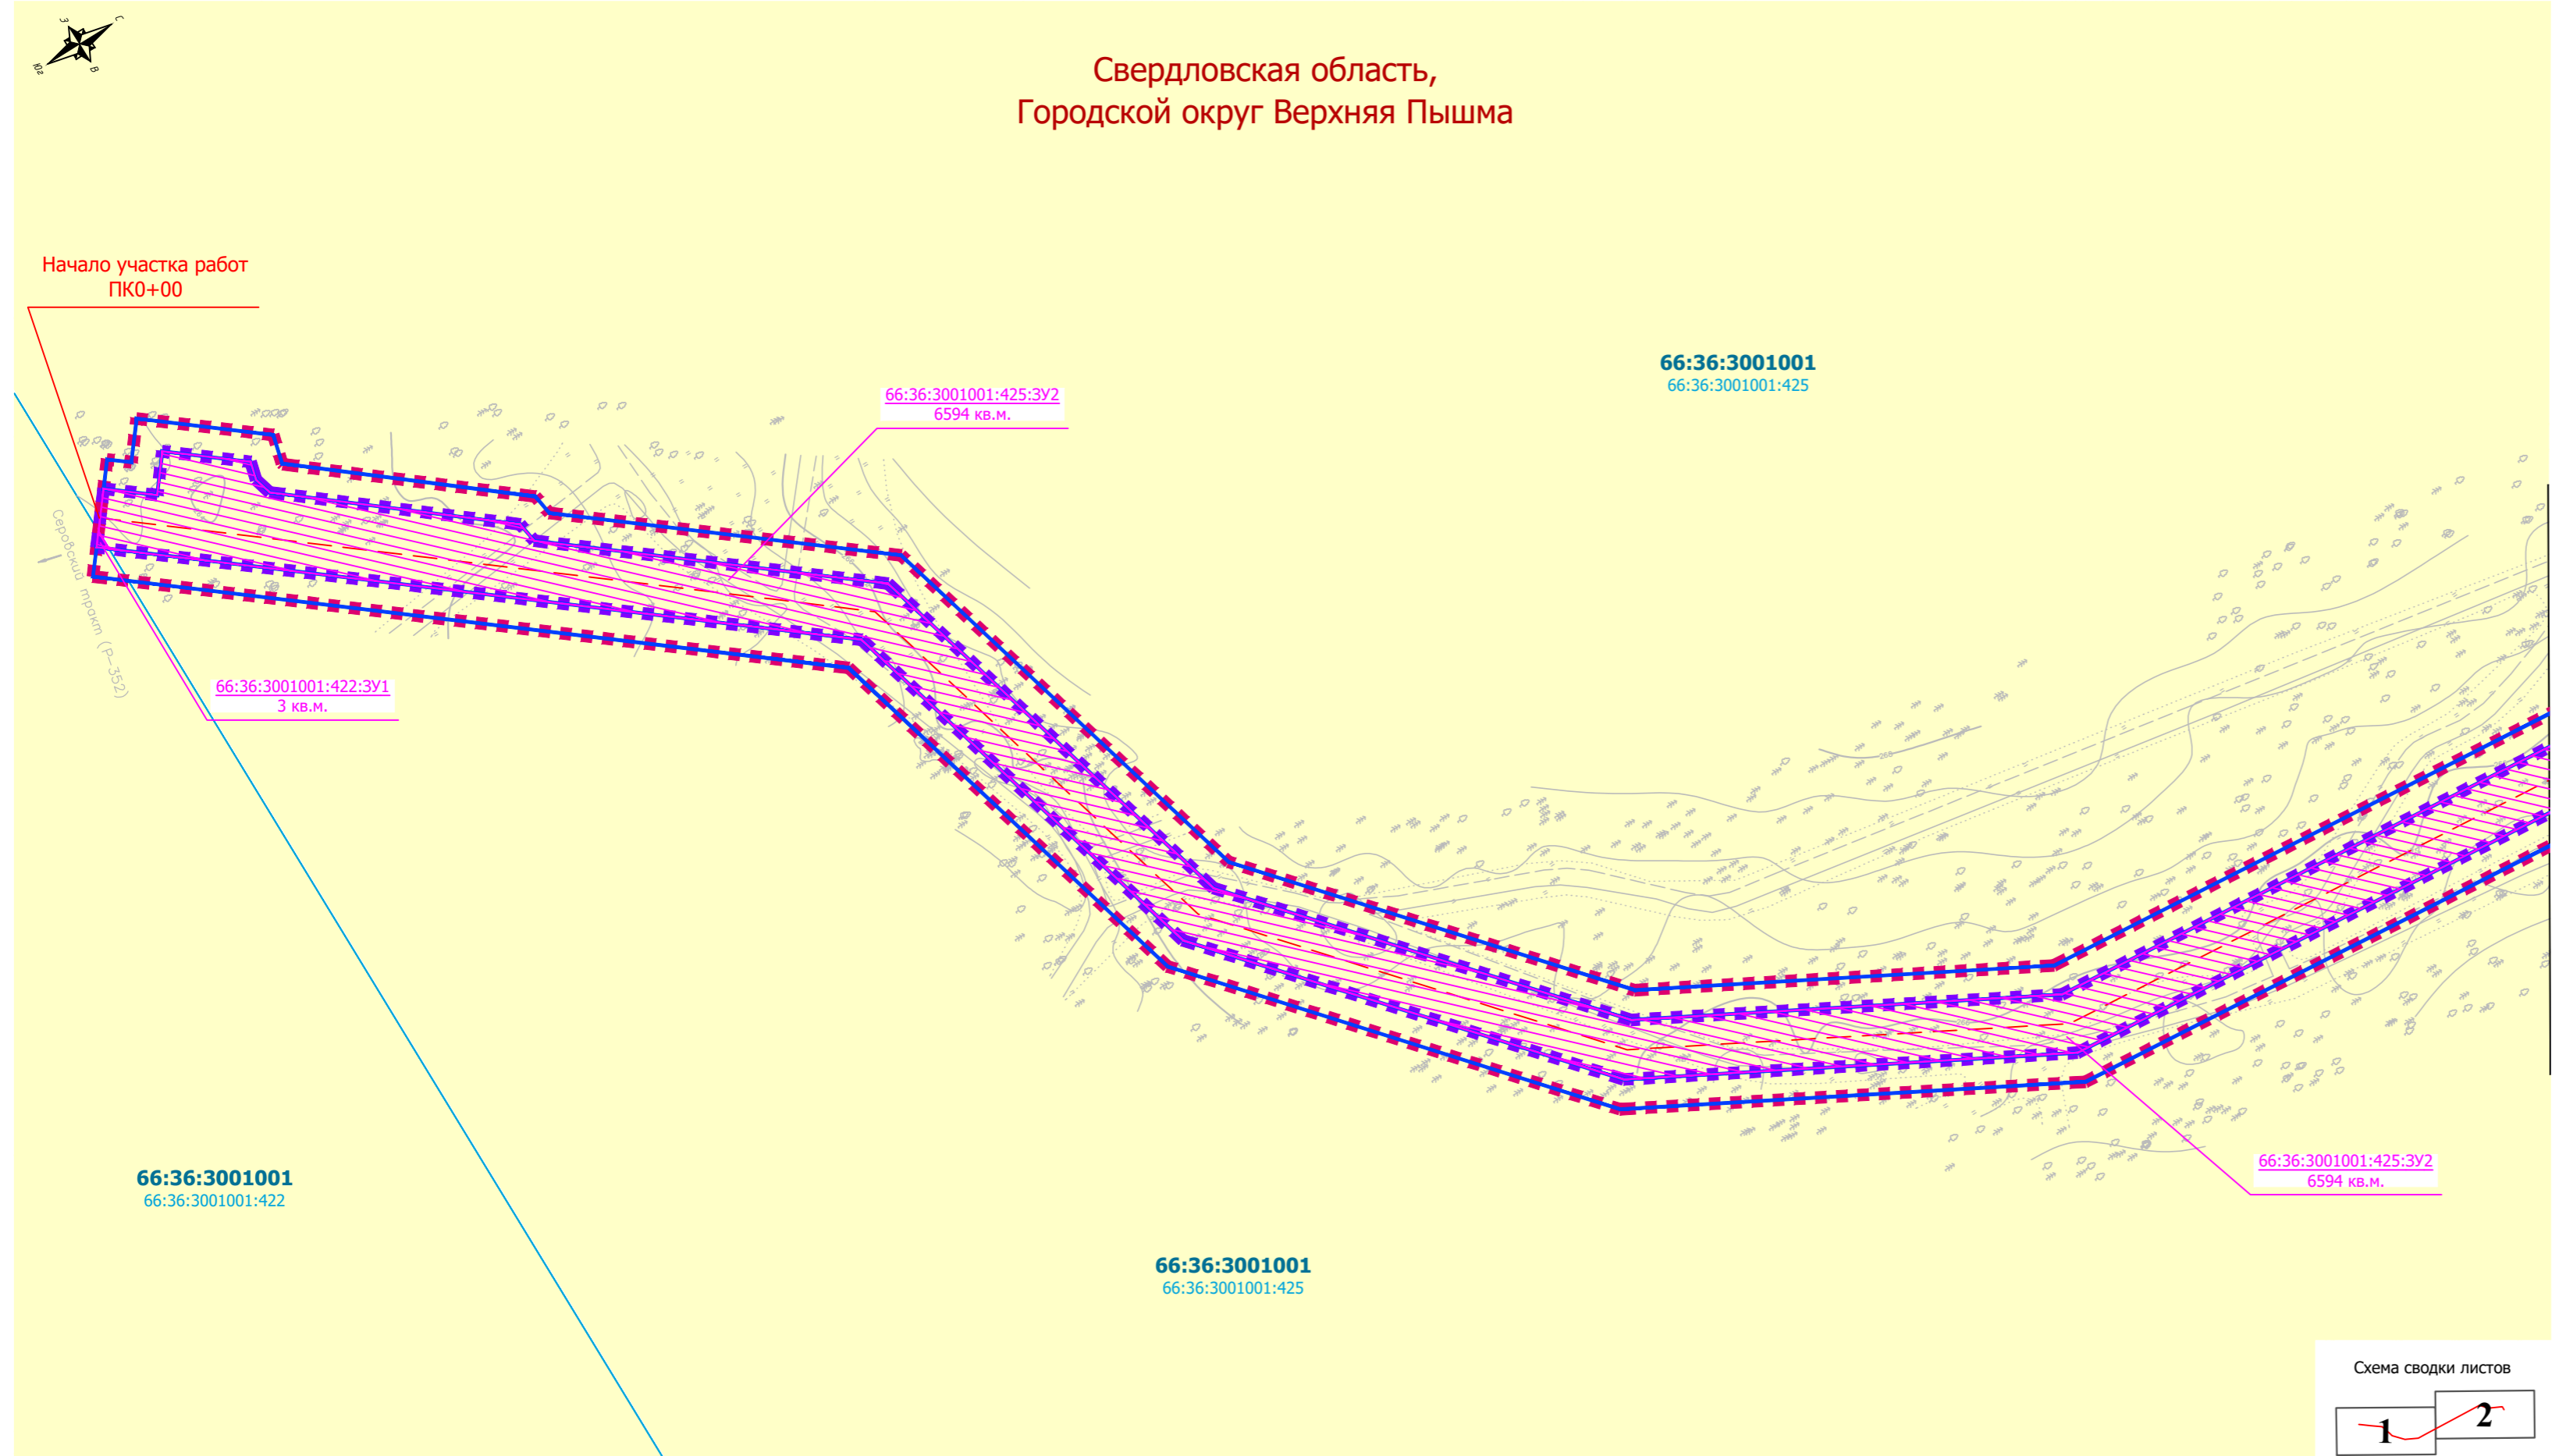 С
З
Юг
В
Свердловская область,
Городской округ Верхняя Пышма
Начало участка работ
ПК0+00
66:36:3001001
66:36:3001001:425
66:36:3001001:425:ЗУ2
6594 кв.м.
Серовский тракт (Р-352)
66:36:3001001:422:ЗУ1
3 кв.м.
66:36:3001001
66:36:3001001:422
66:36:3001001:425:ЗУ2
6594 кв.м.
66:36:3001001
66:36:3001001:425
Схема сводки листов
1
2